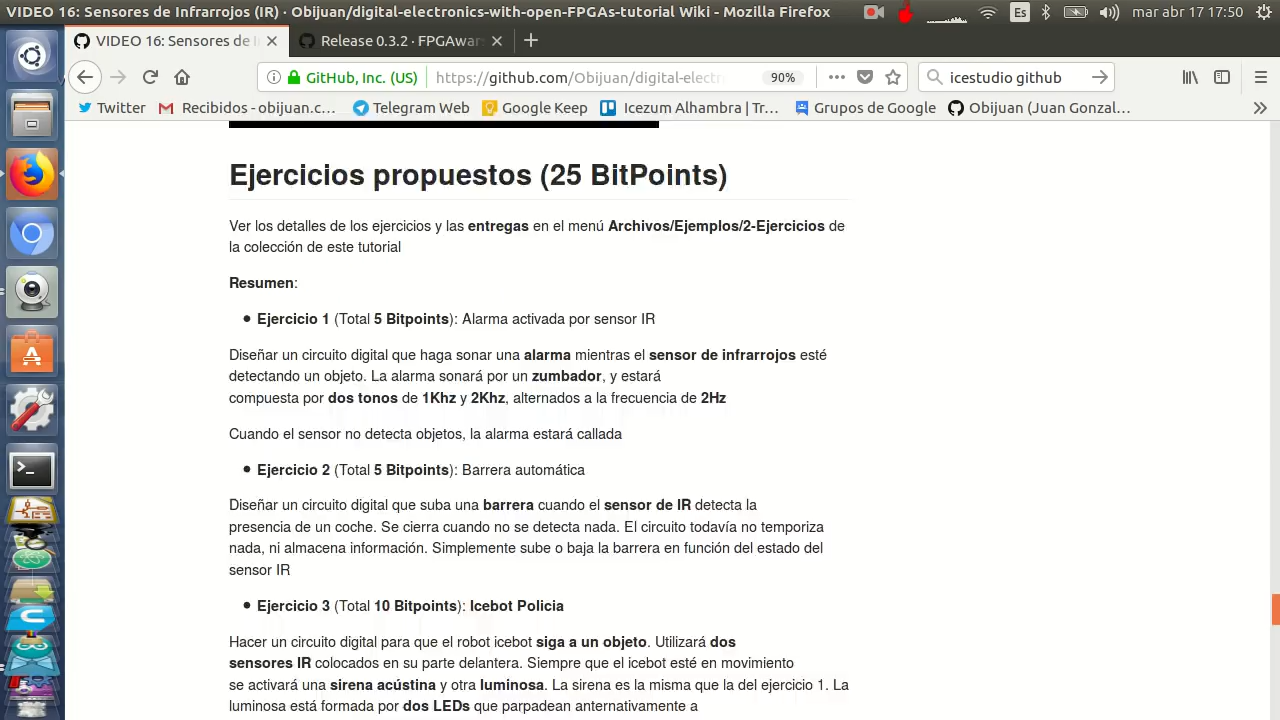 VIDEO 16: Sensores de Infrarrojos (IR) · Obijuan/digital-electronics-with-open-FPGAs-tutorial Wiki - Mozilla Firefox
Es
mar abr 17 17:50
VIDEO 16: Sensores de I
Release 0.3.2 · FPGAwar
GitHub, Inc. (US)
https://github.com/Obijuan/digital-electr
90%
icestudio github
Twitter
Recibidos - obijuan.c…
Telegram Web
Google Keep
Icezum Alhambra | Tr…
Grupos de Google
Obijuan (Juan Gonzal…
Ejercicios propuestos (25 BitPoints)
Ver los detalles de los ejercicios y las entregas en el menú Archivos/Ejemplos/2-Ejercicios de
la colección de este tutorial
Resumen:
• Ejercicio 1 (Total 5 Bitpoints): Alarma activada por sensor IR
Diseñar un circuito digital que haga sonar una alarma mientras el sensor de infrarrojos esté
detectando un objeto. La alarma sonará por un zumbador, y estará
compuesta por dos tonos de 1Khz y 2Khz, alternados a la frecuencia de 2Hz
Cuando el sensor no detecta objetos, la alarma estará callada
• Ejercicio 2 (Total 5 Bitpoints): Barrera automática
Diseñar un circuito digital que suba una barrera cuando el sensor de IR detecta la
presencia de un coche. Se cierra cuando no se detecta nada. El circuito todavía no temporiza
nada, ni almacena información. Simplemente sube o baja la barrera en función del estado del
sensor IR
• Ejercicio 3 (Total 10 Bitpoints): Icebot Policia
Hacer un circuito digital para que el robot icebot siga a un objeto. Utilizará dos
sensores IR colocados en su parte delantera. Siempre que el icebot esté en movimiento
se activará una sirena acústina y otra luminosa. La sirena es la misma que la del ejercicio 1. La
luminosa está formada por dos LEDs que parpadean anternativamente a